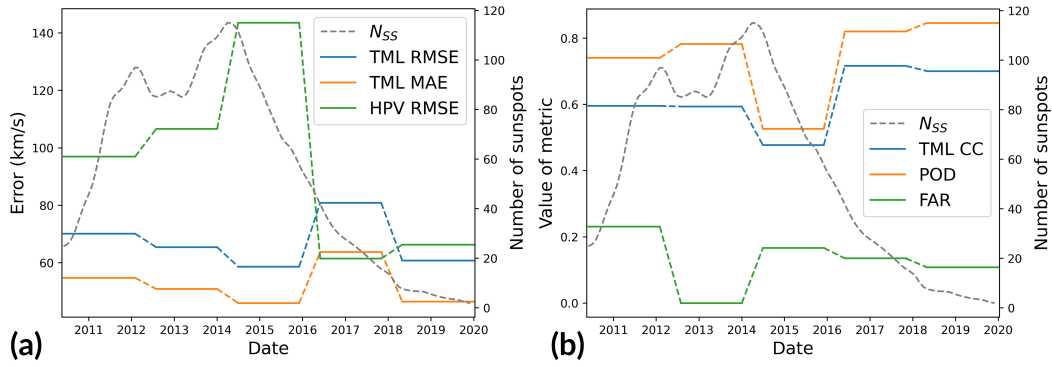 140
120
100
80
60
Error (km/s)
N_SS
TML RMSE
TML MAE
HPV RMSE
120
100
80
60
40
20
0
Number of sunspots
2011 2012 2013 2014 2015 2016 2017 2018 2019 2020
Date
(a)
0.8
0.6
0.4
0.2
0.0
Value of metric
N_SS
TML CC
POD
FAR
120
100
80
60
40
20
0
Number of sunspots
2011 2012 2013 2014 2015 2016 2017 2018 2019 2020
Date
(b)